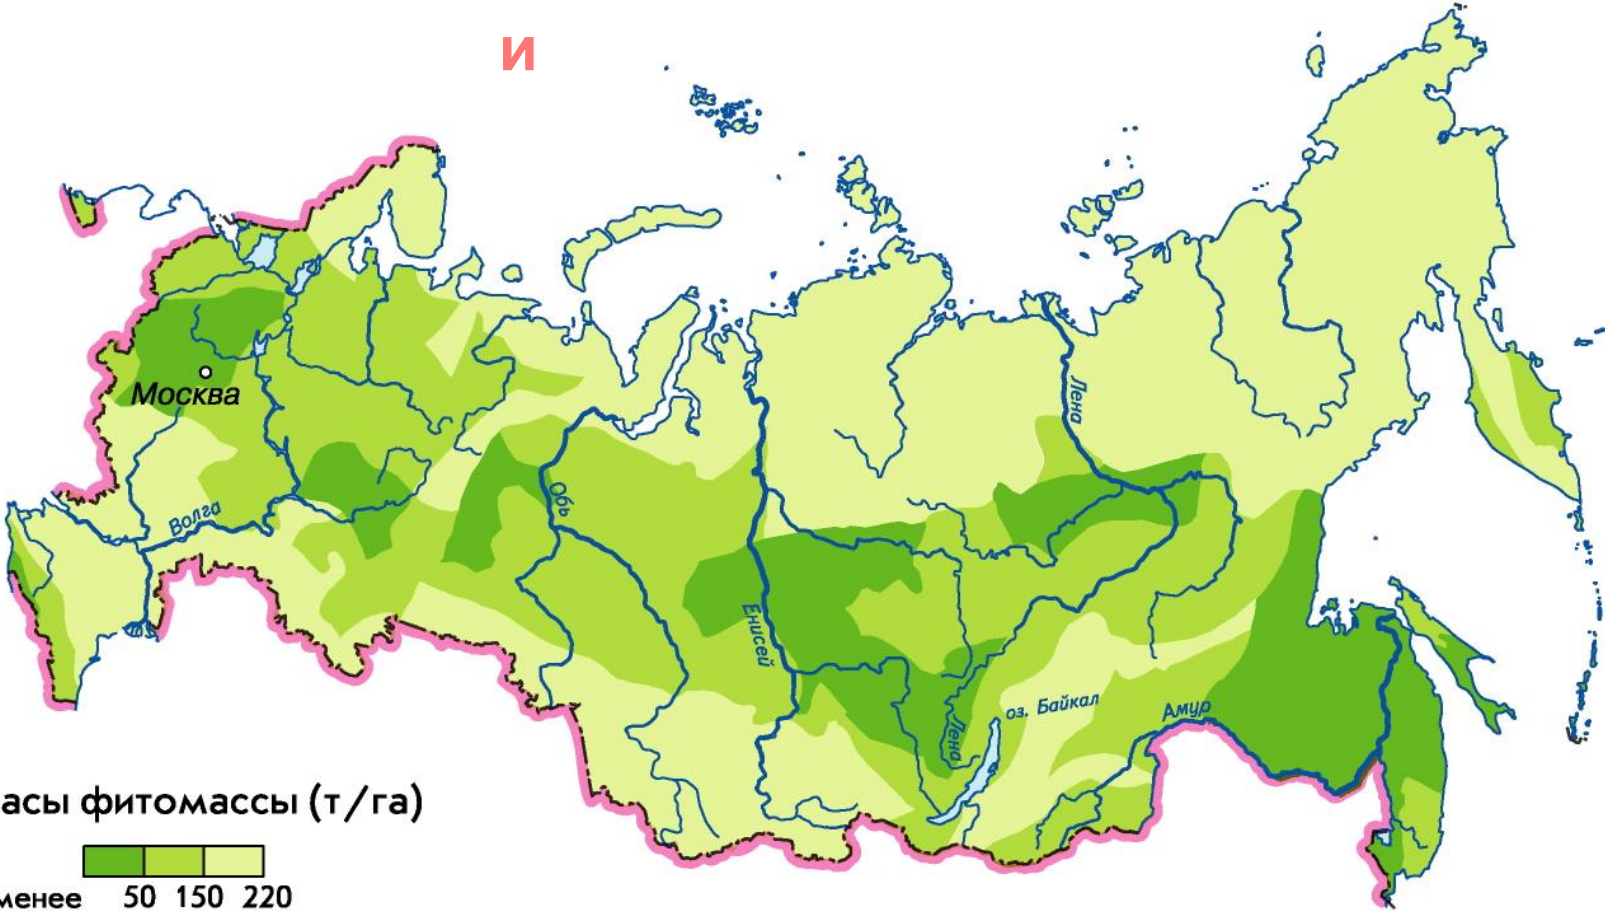 и
Москва
Волга
Обь
Енисей
Лена
Лена
оз. Байкал
Амур
асы фитомассы (т/га)
менее 50 150 220